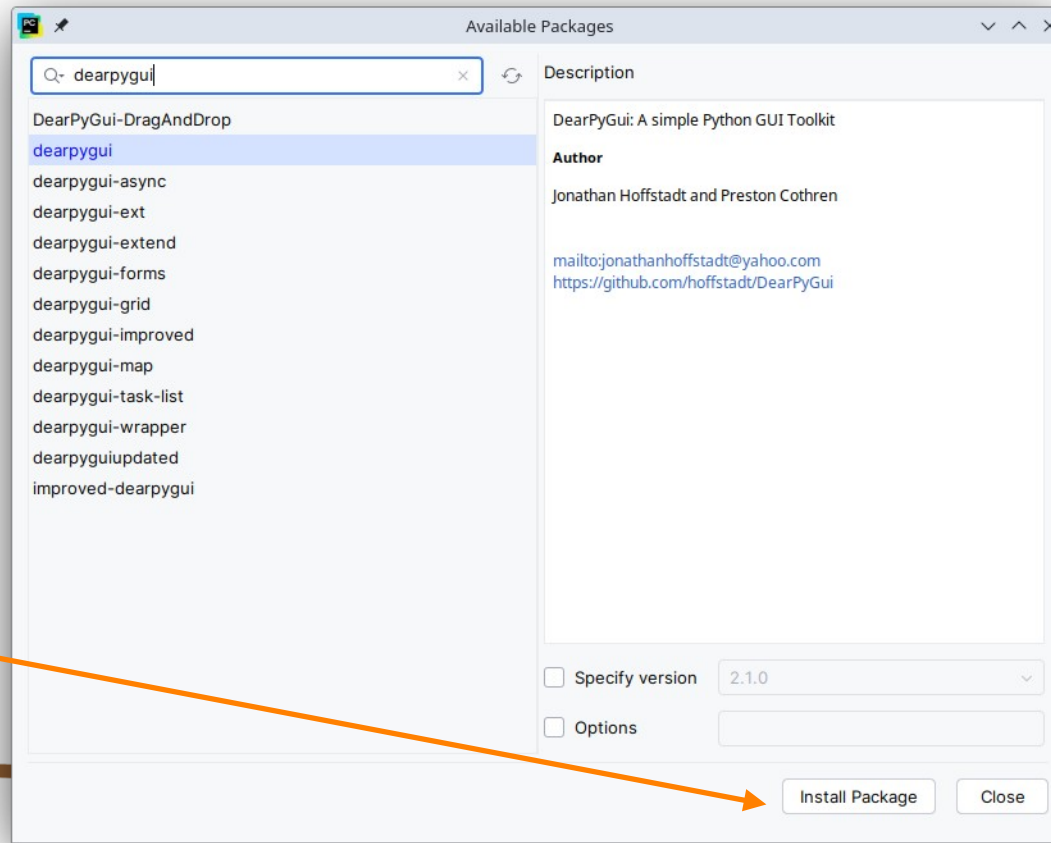 PC
Available Packages
dearpygui
Description
DearPyGui-DragAndDrop
dearpygui
dearpygui-async
dearpygui-ext
dearpygui-extend
dearpygui-forms
dearpygui-grid
dearpygui-improved
dearpygui-map
dearpygui-task-list
dearpygui-wrapper
dearpyguiupdated
improved-dearpygui
DearPyGui: A simple Python GUI Toolkit
Author
Jonathan Hoffstadt and Preston Cothren
mailto:jonathanhoffstadt@yahoo.com
https://github.com/hoffstadt/DearPyGui
Specify version 2.1.0
Options
Install Package Close